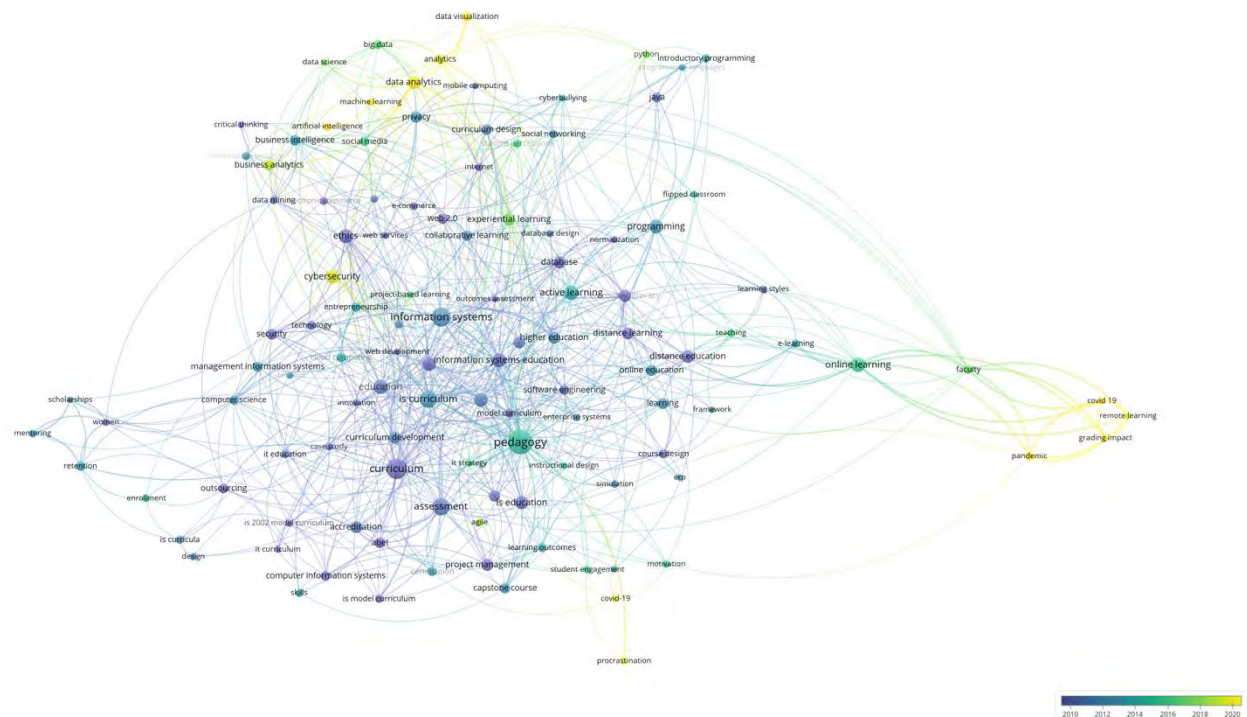 data visualization
big data
python
introductory programming
data science
analytics
programming languages
data analytics
mobile computing
cyberbullying
java
machine learning
privacy
critical thinking
artificial intelligence
curriculum design
social networking
business intelligence
social media
business analytics
internet
flipped classroom
data mining
e-commerce
web 2.0
experiential learning
programming
ethics
web services
collaborative learning
database design
normalization
database
cybersecurity
learning styles
project-based learning
outcomes assessment
active learning
entrepreneurship
information systems
technology
security
higher education
distance learning
teaching
e-learning
cloud computing
web development
information systems education
distance education
management information systems
online education
online learning
faculty
education
software engineering
scholarships
computer science
innovation
is curriculum
model curriculum
learning
framework
enterprise systems
covid 19
remote learning
women
mentoring
case study
curriculum development
pedagogy
grading impact
it education
course design
pandemic
retention
curriculum
it strategy
instructional design
erp
simulation
outsourcing
enrollment
is education
assessment
is 2002 model curriculum
accreditation
agile
is curricula
abet
design
it curriculum
learning outcomes
certification
project management
student engagement
motivation
computer information systems
capstone course
skills
is model curriculum
covid-19
procrastination
2010 2012 2014 2016 2018 2020